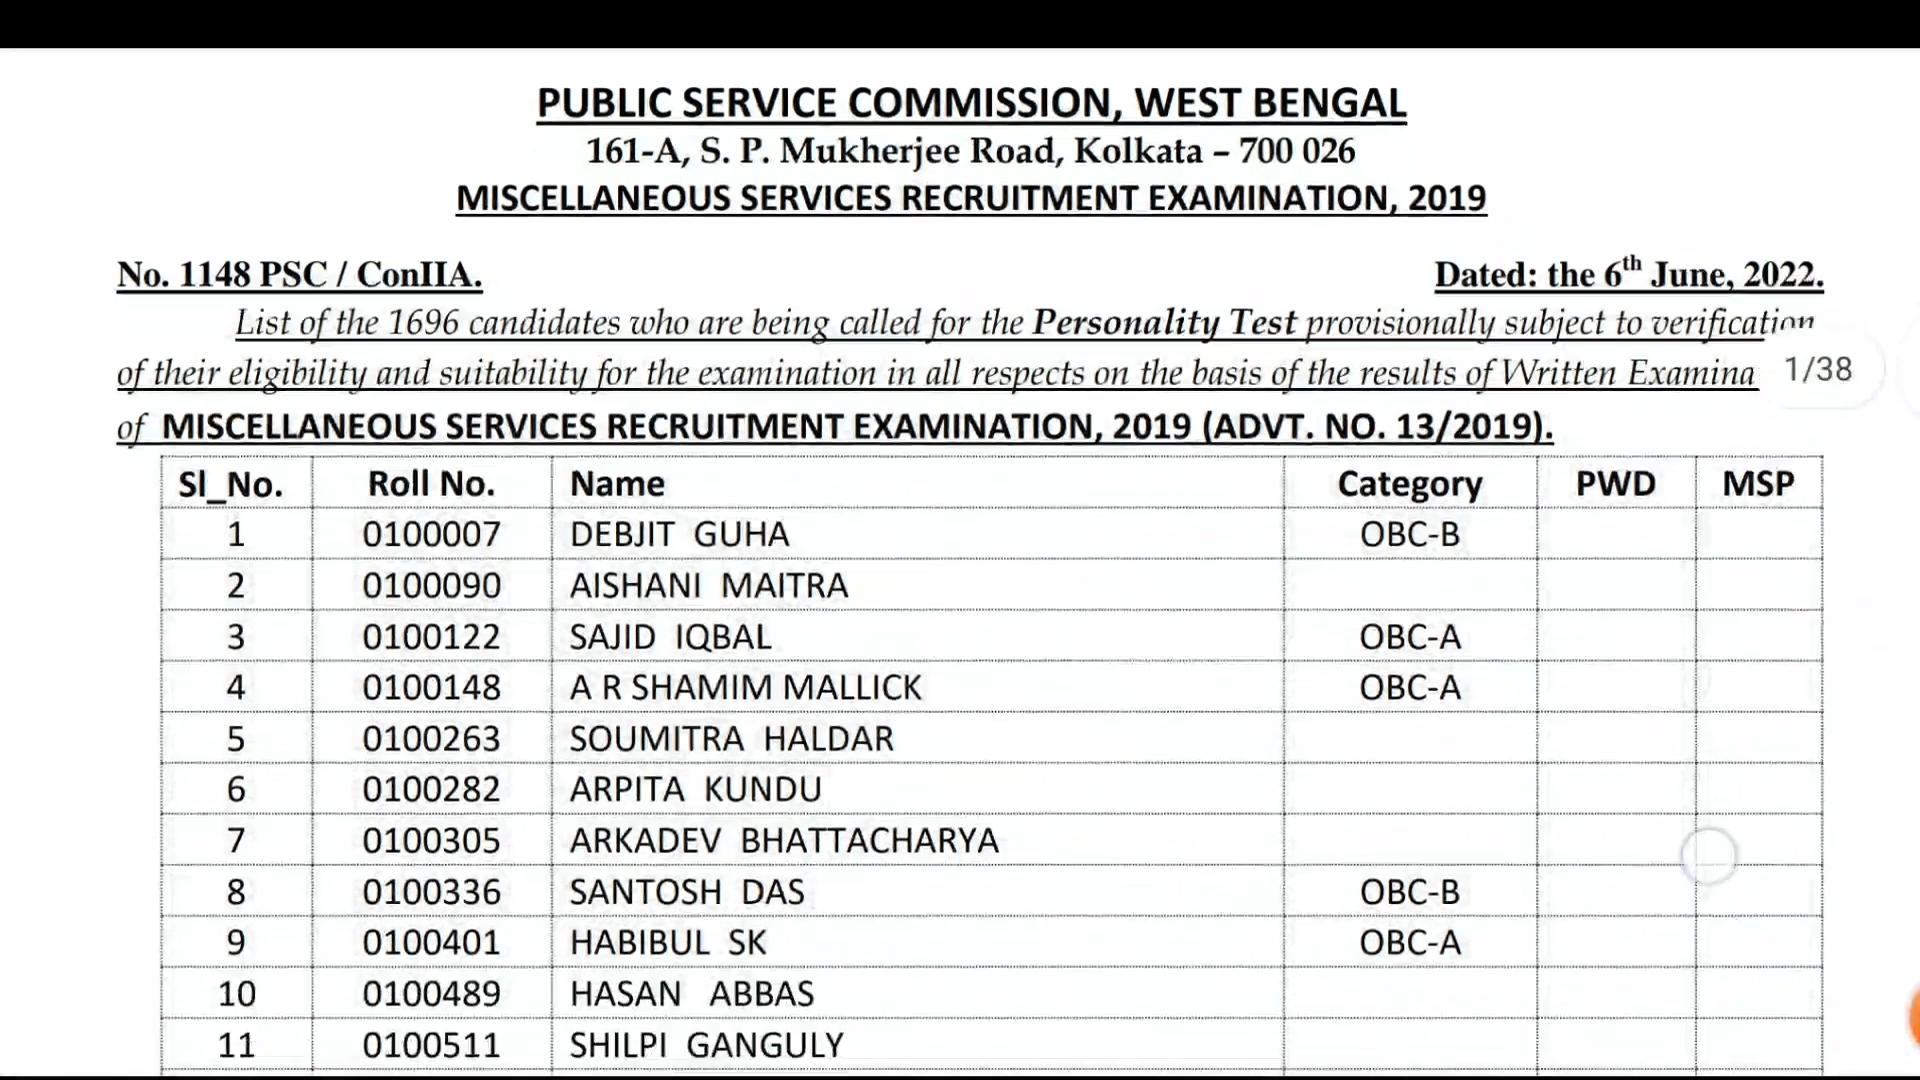 PUBLIC SERVICE COMMISSION, WEST BENGAL
161-A, S. P. Mukherjee Road, Kolkata – 700 026
MISCELLANEOUS SERVICES RECRUITMENT EXAMINATION, 2019
No. 1148 PSC / ConIIA. Dated: the 6th June, 2022.
List of the 1696 candidates who are being called for the Personality Test provisionally subject to verification
of their eligibility and suitability for the examination in all respects on the basis of the results of Written Examina 1/38
of MISCELLANEOUS SERVICES RECRUITMENT EXAMINATION, 2019 (ADVT. NO. 13/2019).
Sl_No. Roll No. Name Category PWD MSP
1 0100007 DEBJIT GUHA OBC-B
2 0100090 AISHANI MAITRA
3 0100122 SAJID IQBAL OBC-A
4 0100148 A R SHAMIM MALLICK OBC-A
5 0100263 SOUMITRA HALDAR
6 0100282 ARPITA KUNDU
7 0100305 ARKADEV BHATTACHARYA
8 0100336 SANTOSH DAS OBC-B
9 0100401 HABIBUL SK OBC-A
10 0100489 HASAN ABBAS
11 0100511 SHILPI GANGULY